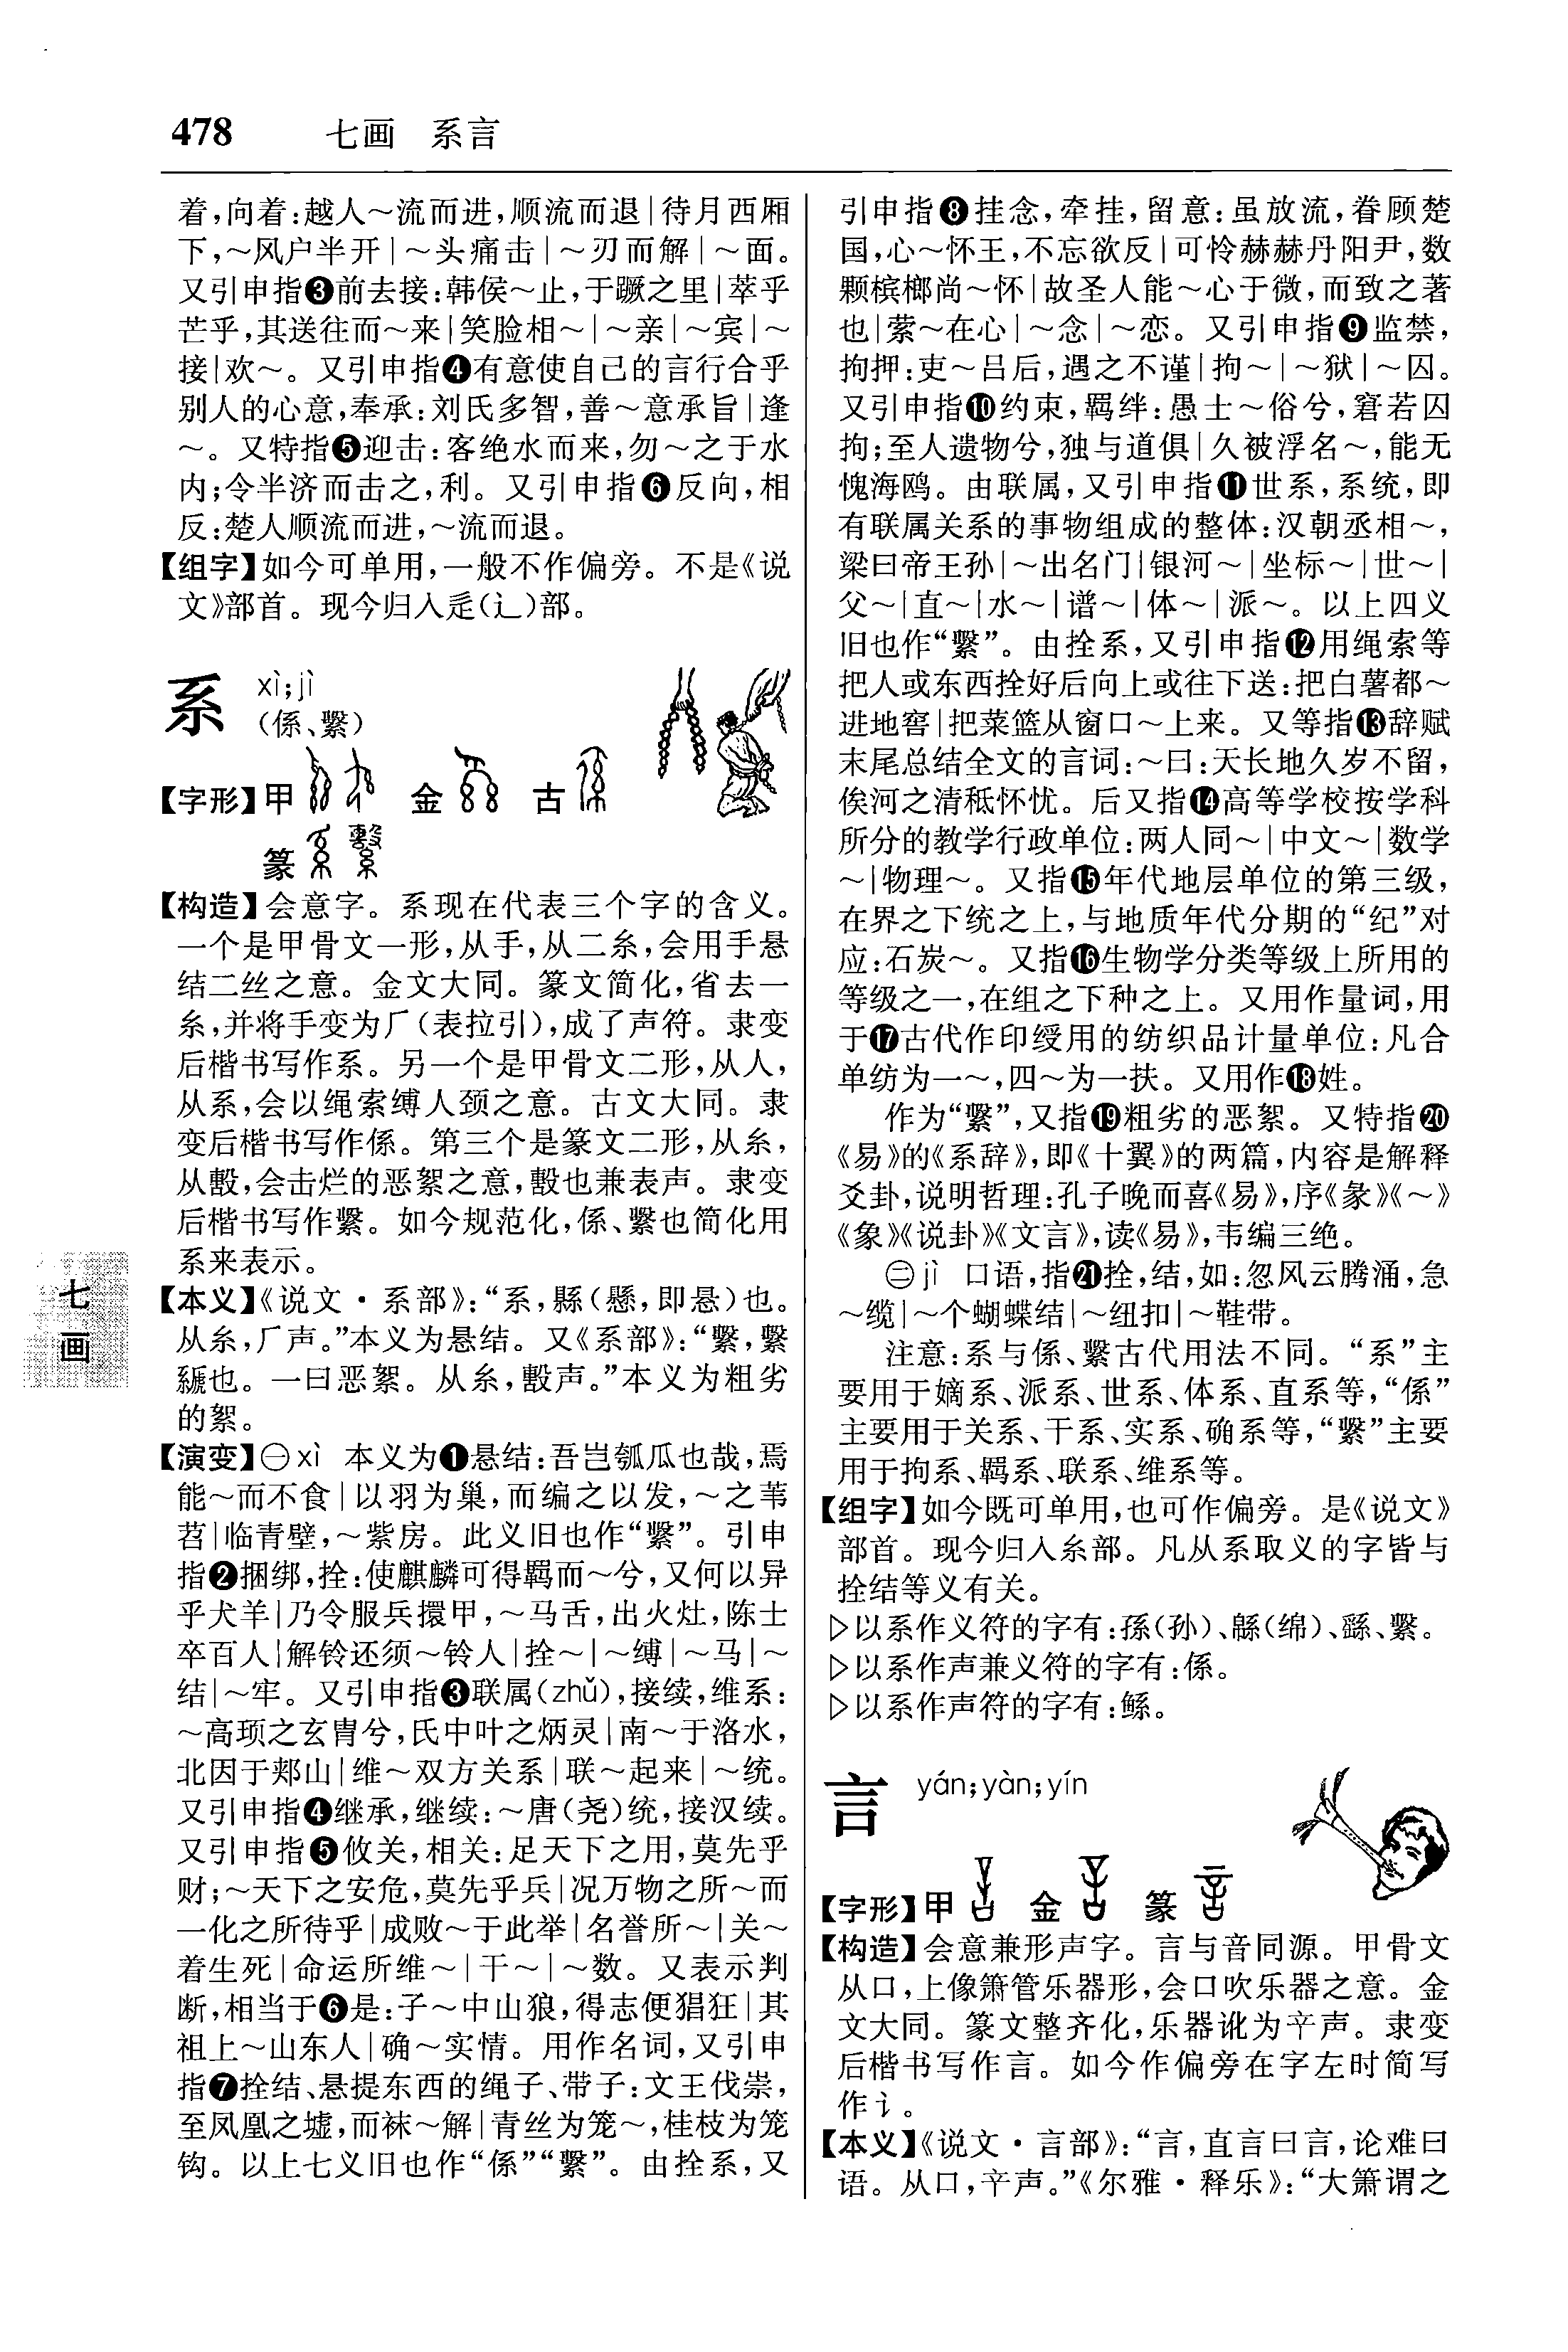 478 七画 系言
着,向着:越人～流而进,顺流而退|待月西厢
下,～风户半开|～头痛击|～刃而解|～面。
又引申指❸前去接:韩侯～止,于蹶之里|萃乎
芒乎,其送往而～来|笑脸相～|～亲|～宾|～
接|欢～。又引申指❹有意使自己的言行合乎
别人的心意,奉承:刘氏多智,善～意承旨|逢
～。又特指❺迎击:客绝水而来,勿～之于水
内;令半济而击之,利。又引申指❻反向,相
反:楚人顺流而进,～流而退。
【组字】如今可单用,一般不作偏旁。不是《说
文》部首。现今归入辵(辶)部。
系 xì;jì
(係、繫)
【字形】甲 金 古
篆
【构造】会意字。系现在代表三个字的含义。
一个是甲骨文一形,从手,从二糸,会用手悬
结二丝之意。金文大同。篆文简化,省去一
糸,并将手变为厂(表拉引),成了声符。隶变
后楷书写作系。另一个是甲骨文二形,从人,
从系,会以绳索缚人颈之意。古文大同。隶
变后楷书写作係。第三个是篆文二形,从糸,
从毄,会击烂的恶絮之意,毄也兼表声。隶变
后楷书写作繫。如今规范化,係、繫也简化用
系来表示。
【本义】《说文·系部》:“系,縣(懸,即悬)也。
从糸,厂声。”本义为悬结。又《系部》:“繫,繫
𦃇也。一曰恶絮。从糸,毄声。”本义为粗劣
的絮。
【演变】㊀xì 本义为❶悬结:吾岂瓠瓜也哉,焉
能～而不食|以羽为巢,而编之以发,～之苇
苕|临青壁,～紫房。此义旧也作“繫”。引申
指❷捆绑,拴:使麒麟可得羁而～兮,又何以异
乎犬羊|乃令服兵擐甲,～马舌,出火灶,陈士
卒百人|解铃还须～铃人|拴～|～缚|～马|～
结|～牢。又引申指❸联属(zhǔ),接续,维系:
～高顼之玄胄兮,氏中叶之炳灵|南～于洛水,
北因于郏山|维～双方关系|联～起来|～统。
又引申指❹继承,继续:～唐(尧)统,接汉续。
又引申指❺攸关,相关:足天下之用,莫先乎
财;～天下之安危,莫先乎兵|况万物之所～而
一化之所待乎|成败～于此举|名誉所～|关～
着生死|命运所维～|干～|～数。又表示判
断,相当于❻是:子～中山狼,得志便猖狂|其
祖上～山东人|确～实情。用作名词,又引申
指❼拴结、悬提东西的绳子、带子:文王伐崇,
至凤凰之墟,而袜～解|青丝为笼～,桂枝为笼
钩。以上七义旧也作“係”“繫”。由拴系,又
引申指❽挂念,牵挂,留意:虽放流,眷顾楚
国,心～怀王,不忘欲反|可怜赫赫丹阳尹,数
颗槟榔尚～怀|故圣人能～心于微,而致之著
也|萦～在心|～念|～恋。又引申指❾监禁,
拘押:吏～吕后,遇之不谨|拘～|～狱|～囚。
又引申指❿约束,羁绊:愚士～俗兮,窘若囚
拘;至人遗物兮,独与道俱|久被浮名～,能无
愧海鸥。由联属,又引申指⓫世系,系统,即
有联属关系的事物组成的整体:汉朝丞相～,
梁曰帝王孙|～出名门|银河～|坐标～|世～|
父～|直～|水～|谱～|体～|派～。以上四义
旧也作“繫”。由拴系,又引申指⓬用绳索等
把人或东西拴好后向上或往下送:把白薯都～
进地窖|把菜篮从窗口～上来。又等指⓭辞赋
末尾总结全文的言词:～曰:天长地久岁不留,
俟河之清秪怀忧。后又指⓮高等学校按学科
所分的教学行政单位:两人同～|中文～|数学
～|物理～。又指⓯年代地层单位的第三级,
在界之下统之上,与地质年代分期的“纪”对
应:石炭～。又指⓰生物学分类等级上所用的
等级之一,在组之下种之上。又用作量词,用
于⓱古代作印绶用的纺织品计量单位:凡合
单纺为一～,四～为一扶。又用作⓲姓。
作为“繫”,又指⓳粗劣的恶絮。又特指⓴
《易》的《系辞》,即《十翼》的两篇,内容是解释
爻卦,说明哲理:孔子晚而喜《易》,序《彖》《～》
《象》《说卦》《文言》,读《易》,韦编三绝。
㊁jì 口语,指㉑拴,结,如:忽风云腾涌,急
～缆|～个蝴蝶结|～纽扣|～鞋带。
注意:系与係、繫古代用法不同。“系”主
要用于嫡系、派系、世系、体系、直系等,“係”
主要用于关系、干系、实系、确系等,“繫”主要
用于拘系、羁系、联系、维系等。
【组字】如今既可单用,也可作偏旁。是《说文》
部首。现今归入糸部。凡从系取义的字皆与
拴结等义有关。
▷以系作义符的字有:孫(孙)、緜(绵)、繇、繫。
▷以系作声兼义符的字有:係。
▷以系作声符的字有:鲧。
言 yán;yàn;yín
【字形】甲 金 篆
【构造】会意兼形声字。言与音同源。甲骨文
从口,上像箫管乐器形,会口吹乐器之意。金
文大同。篆文整齐化,乐器讹为䇂声。隶变
后楷书写作言。如今作偏旁在字左时简写
作讠。
【本义】《说文·言部》:“言,直言曰言,论难曰
语。从口,䇂声。”《尔雅·释乐》:“大箫谓之
七画